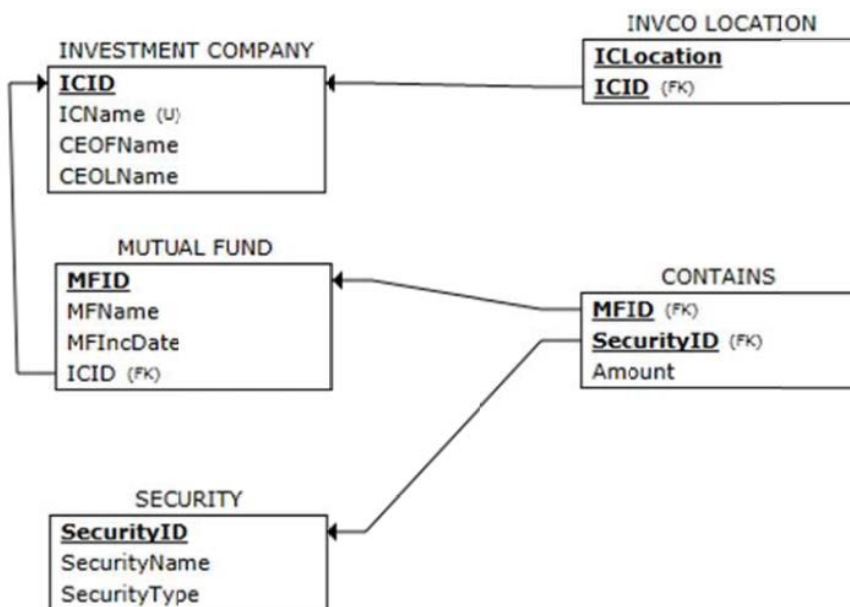 INVESTMENT COMPANY
ICID
ICName (U)
CEOFName
CEOLName
INVCO LOCATION
ICLocation
ICID (FK)
MUTUAL FUND
MFID
MFName
MFIncDate
ICID (FK)
CONTAINS
MFID (FK)
SecurityID (FK)
Amount
SECURITY
SecurityID
SecurityName
SecurityType